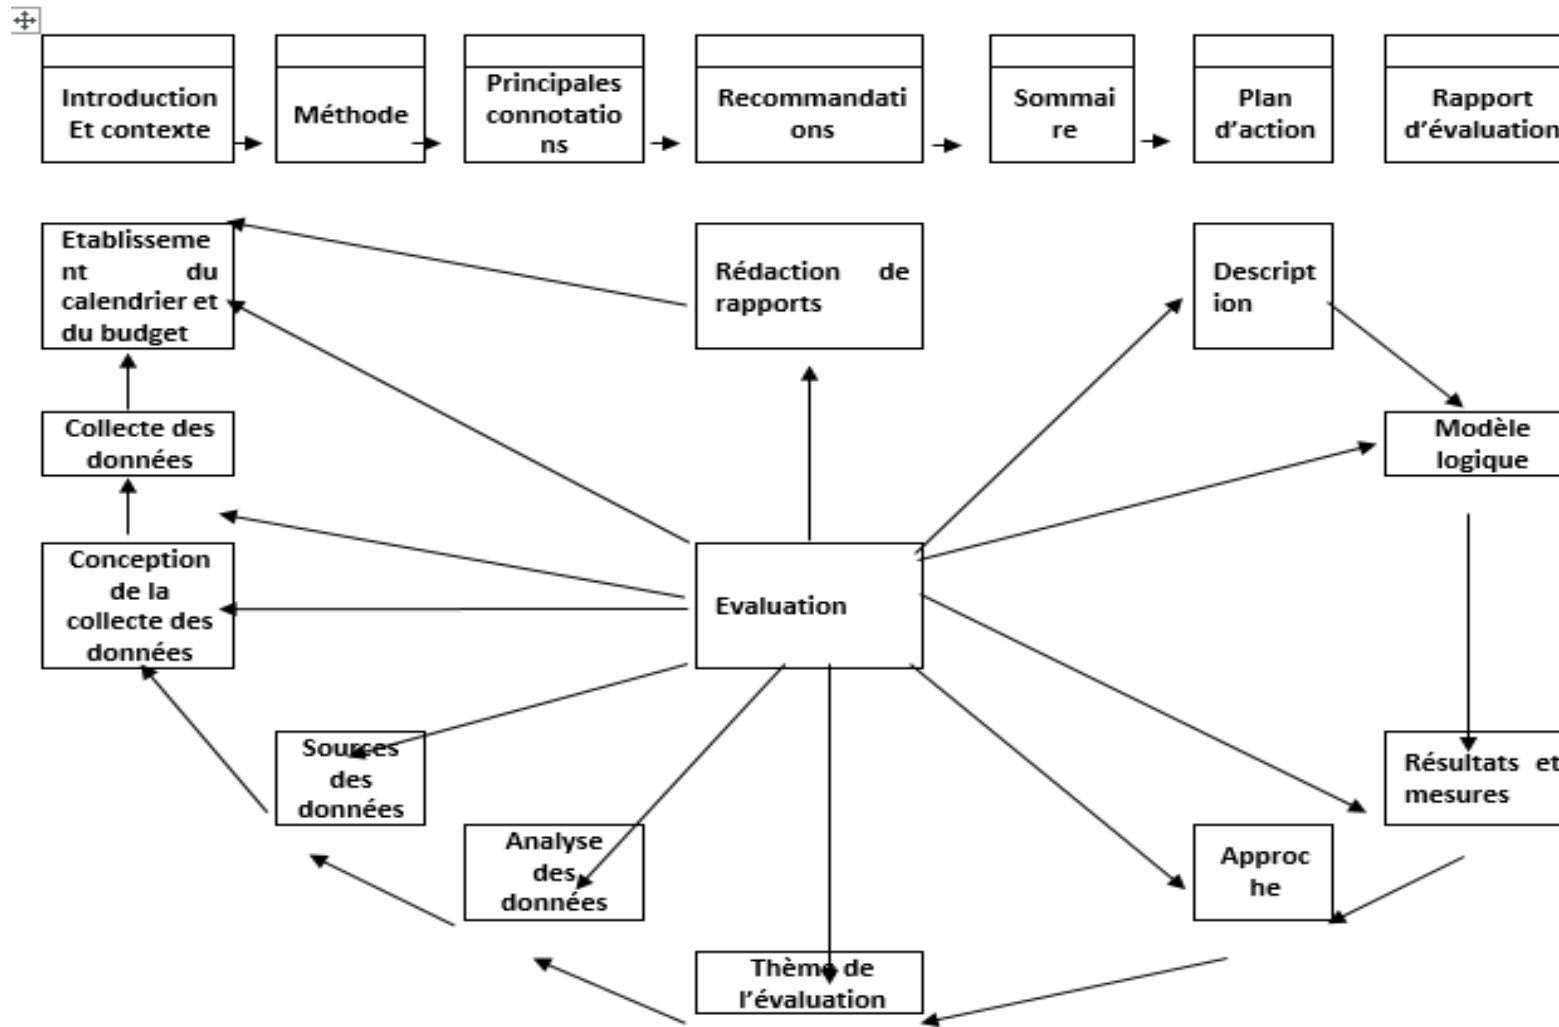 Introduction
Et contexte
Méthode
Principales
connotatio
ns
Recommandati
ons
Sommai
re
Plan
d'action
Rapport
d'évaluation
Etablisseme
nt du
calendrier et
du budget
Rédaction de
rapports
Descript
ion
Collecte des
données
Modèle
logique
Conception
de la
collecte des
données
Evaluation
Sources
des
données
Résultats et
mesures
Analyse
des
données
Approc
he
Thème de
l'évaluation